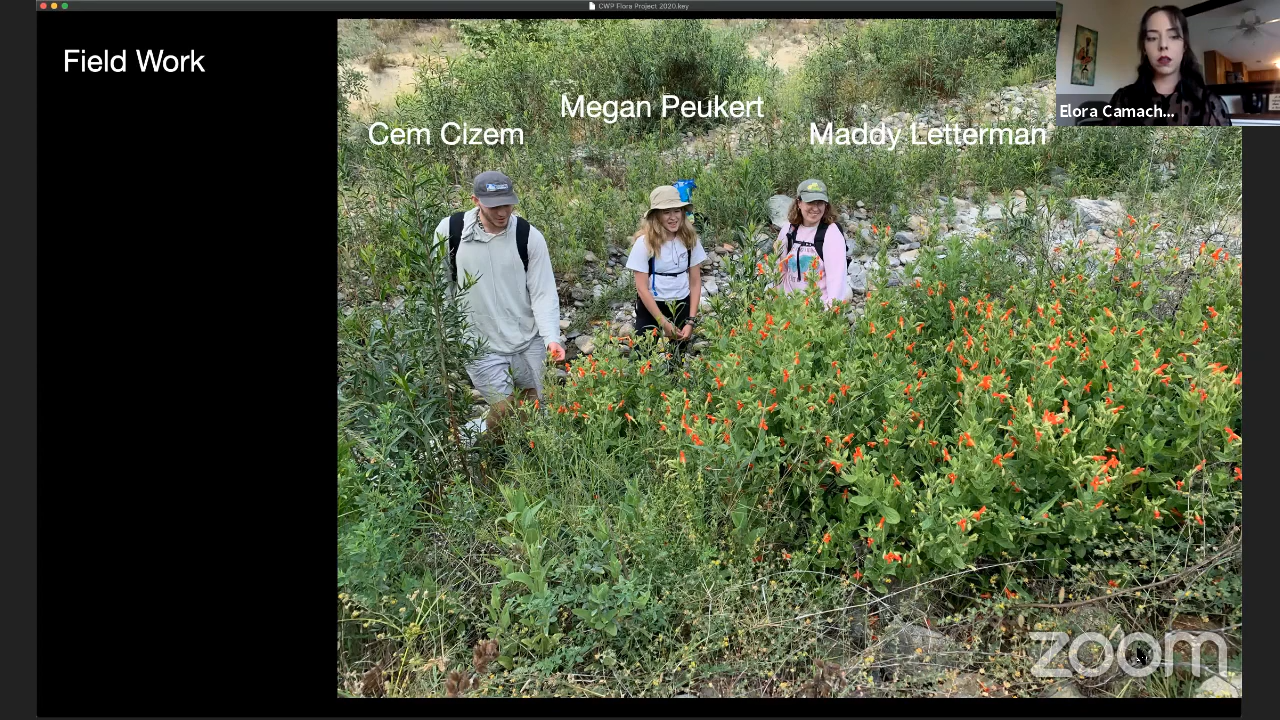 CWP Flora Project 2020.key
Field Work
Megan Peukert
Cem Cizem
Maddy Letterman
Elora Camach...
zoom